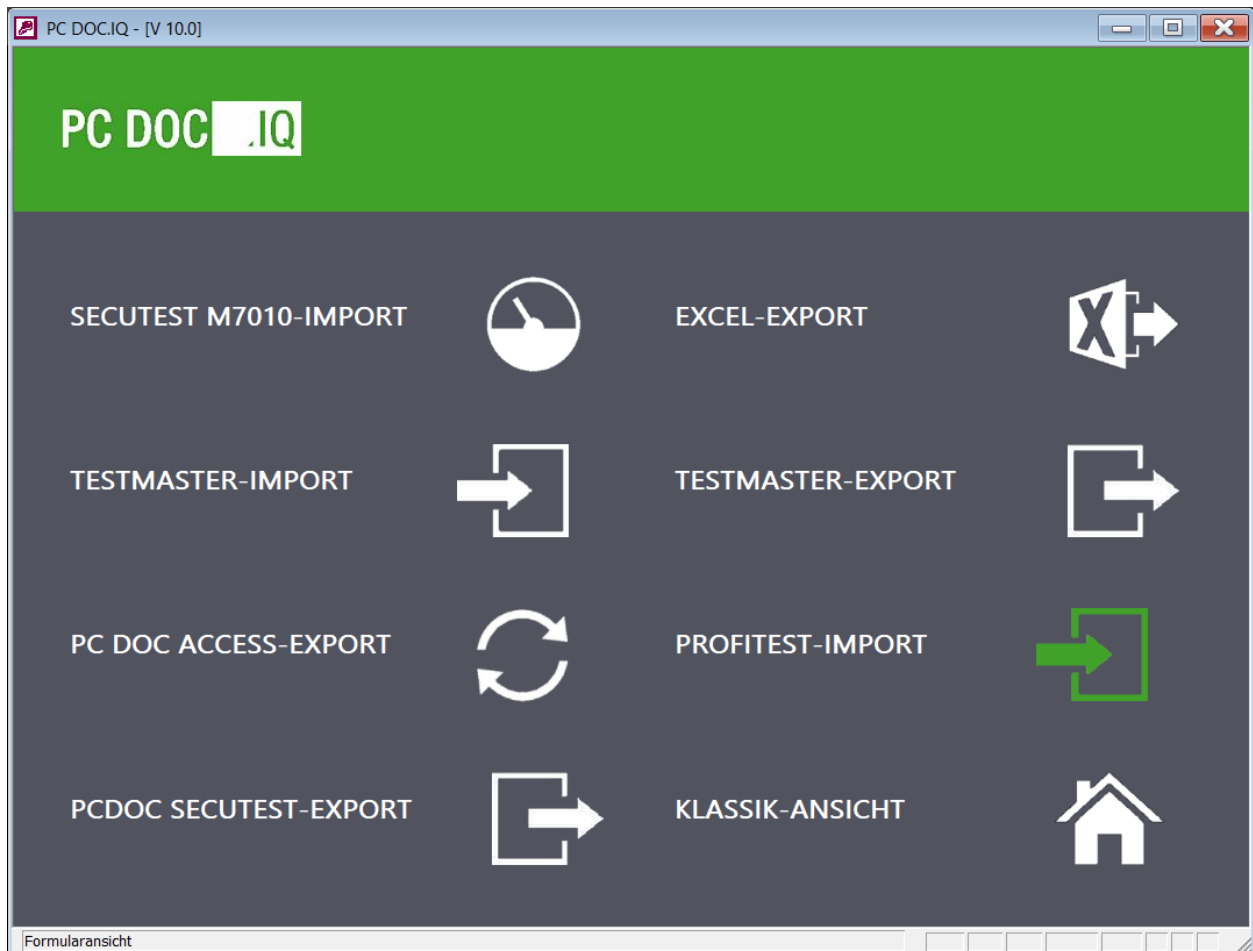 PC DOC.IQ - [V 10.0]
PC DOC .IQ
SECUTEST M7010-IMPORT
EXCEL-EXPORT
TESTMASTER-IMPORT
TESTMASTER-EXPORT
PC DOC ACCESS-EXPORT
PROFITEST-IMPORT
PCDOC SECUTEST-EXPORT
KLASSIK-ANSICHT
Formularansicht